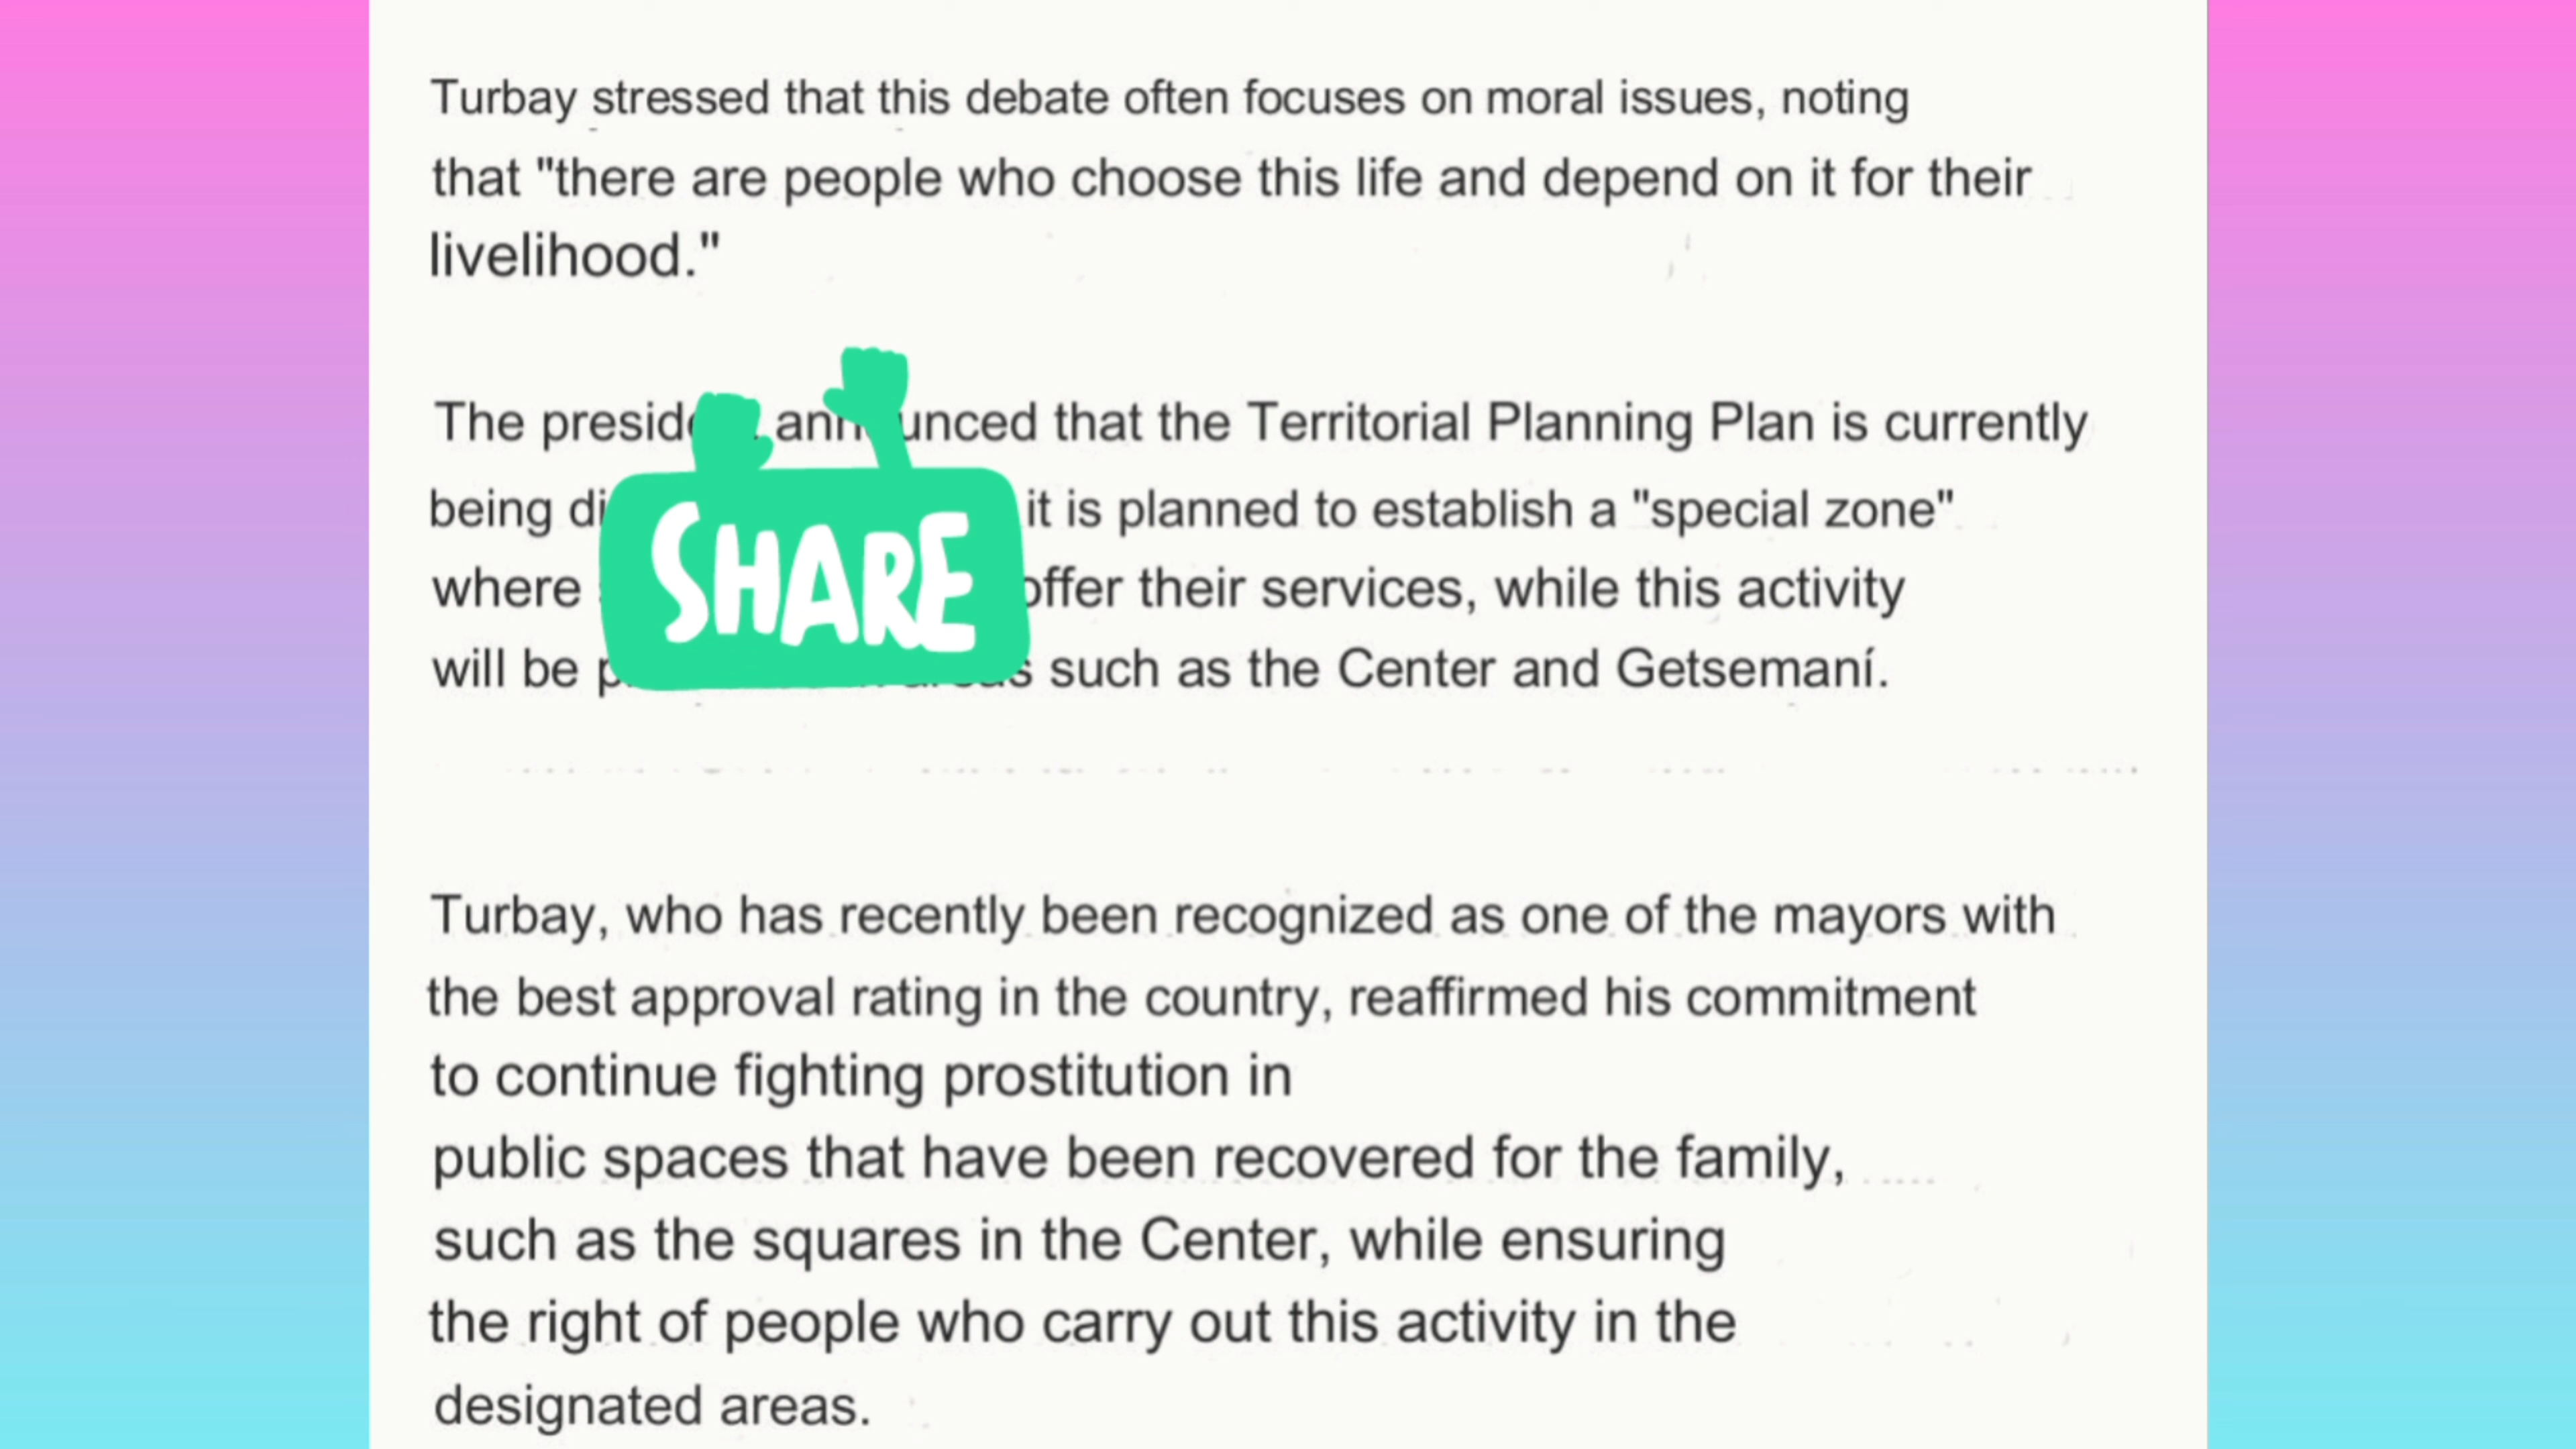 Turbay stressed that this debate often focuses on moral issues, noting
that "there are people who choose this life and depend on it for their
livelihood."
The announced that the Territorial Planning Plan is currently
being it is planned to establish a "special zone"
where offer their services, while this activity
will be such as the Center and Getsemaní.
SHARE
Turbay, who has recently been recognized as one of the mayors with
the best approval rating in the country, reaffirmed his commitment
to continue fighting prostitution in
public spaces that have been recovered for the family,
such as the squares in the Center, while ensuring
the right of people who carry out this activity in the
designated areas.